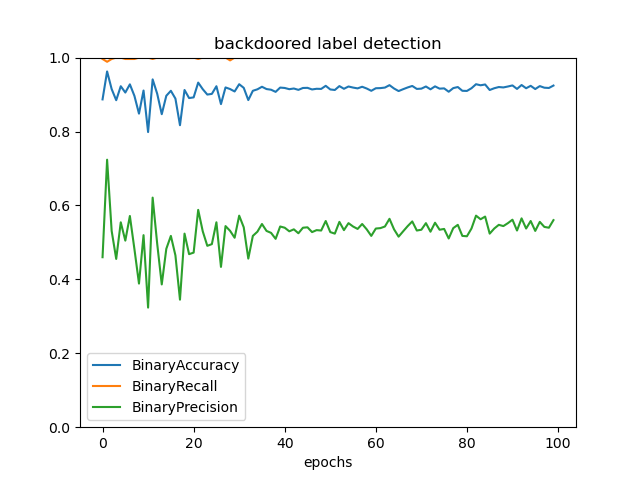 backdoored label detection
1.0
0.8
0.6
0.4
0.2
0.0
BinaryAccuracy
BinaryRecall
BinaryPrecision
0 20 40 60 80 100
epochs